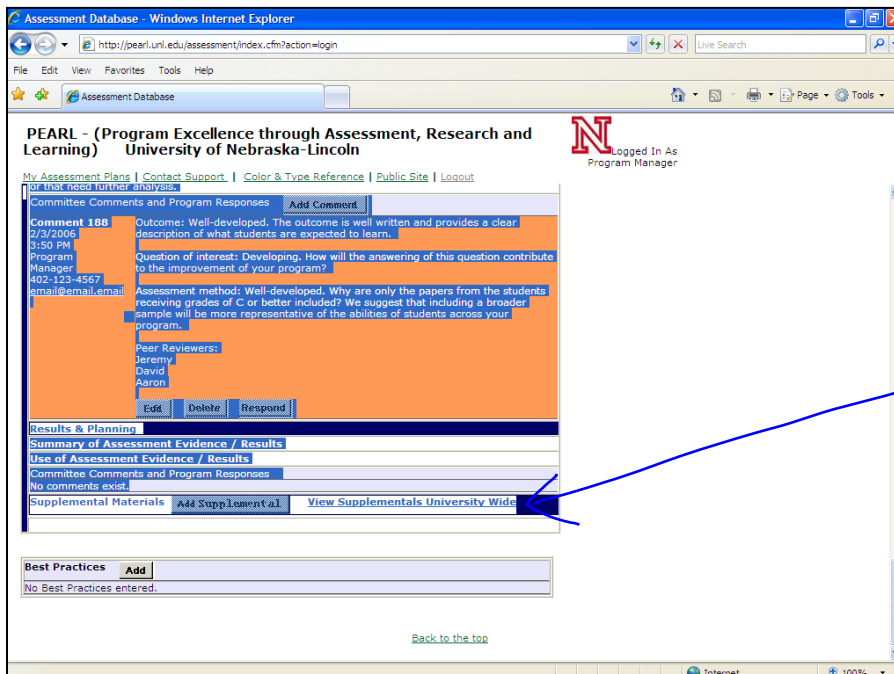 Assessment Database - Windows Internet Explorer
http://pearl.unl.edu/assessment/index.cfm?action=login
Live Search
File Edit View Favorites Tools Help
Assessment Database
Page Tools
PEARL - (Program Excellence through Assessment, Research and
Learning) University of Nebraska-Lincoln
N
Logged In As
Program Manager
My Assessment Plans | Contact Support | Color & Type Reference | Public Site | Logout
or that need further analysis.
Committee Comments and Program Responses Add Comment
Comment 188
2/3/2006
3:50 PM
Program
Manager
402-123-4567
email@email.email
Outcome: Well-developed. The outcome is well written and provides a clear
description of what students are expected to learn.
Question of interest: Developing. How will the answering of this question contribute
to the improvement of your program?
Assessment method: Well-developed. Why are only the papers from the students
receiving grades of C or better included? We suggest that including a broader
sample will be more representative of the abilities of students across your
program.
Peer Reviewers:
Jeremy
David
Aaron
Edit Delete Respond
Results & Planning
Summary of Assessment Evidence / Results
Use of Assessment Evidence / Results
Committee Comments and Program Responses
No comments exist.
Supplemental Materials Add Supplemental View Supplementals University Wide
Best Practices Add
No Best Practices entered.
Back to the top
Internet 100%